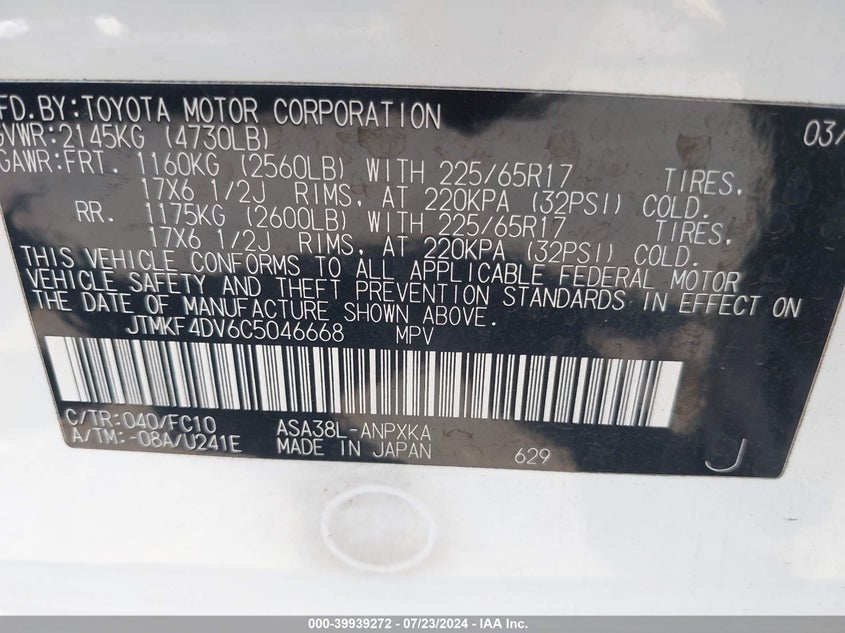 FD.BY:TOYOTA MOTOR CORPORATION 03/
GVWR:2145KG (4730LB)
GAWR:FRT. 1160KG (2560LB) WITH 225/65R17 TIRES,
17X6 1/2J RIMS, AT 220KPA (32PSI) COLD.
RR. 1175KG (2600LB) WITH 225/65R17 TIRES,
17X6 1/2J RIMS, AT 220KPA (32PSI) COLD.
THIS VEHICLE CONFORMS TO ALL APPLICABLE FEDERAL MOTOR
VEHICLE SAFETY AND THEFT PREVENTION STANDARDS IN EFFECT ON
THE DATE OF MANUFACTURE SHOWN ABOVE.
JTMKF4DV6C5046668 MPV
C/TR:040/FC10 ASA38L-ANPXKA
A/TM:-08A/U241E MADE IN JAPAN 629 J
000-39939272 / 07/23/2024 - IAA Inc.